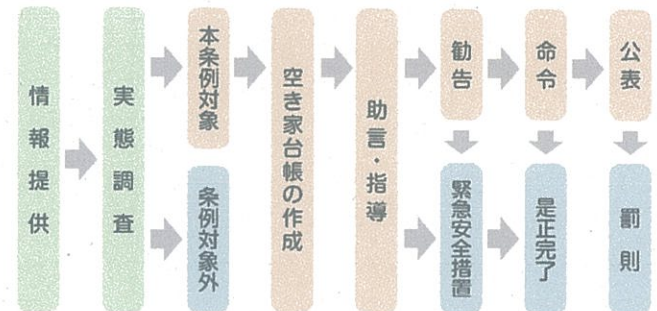 情報提供
実態調査
本条例対象
条例対象外
空き家台帳の作成
助言・指導
勧告
緊急安全措置
命令
是正完了
公表
罰則